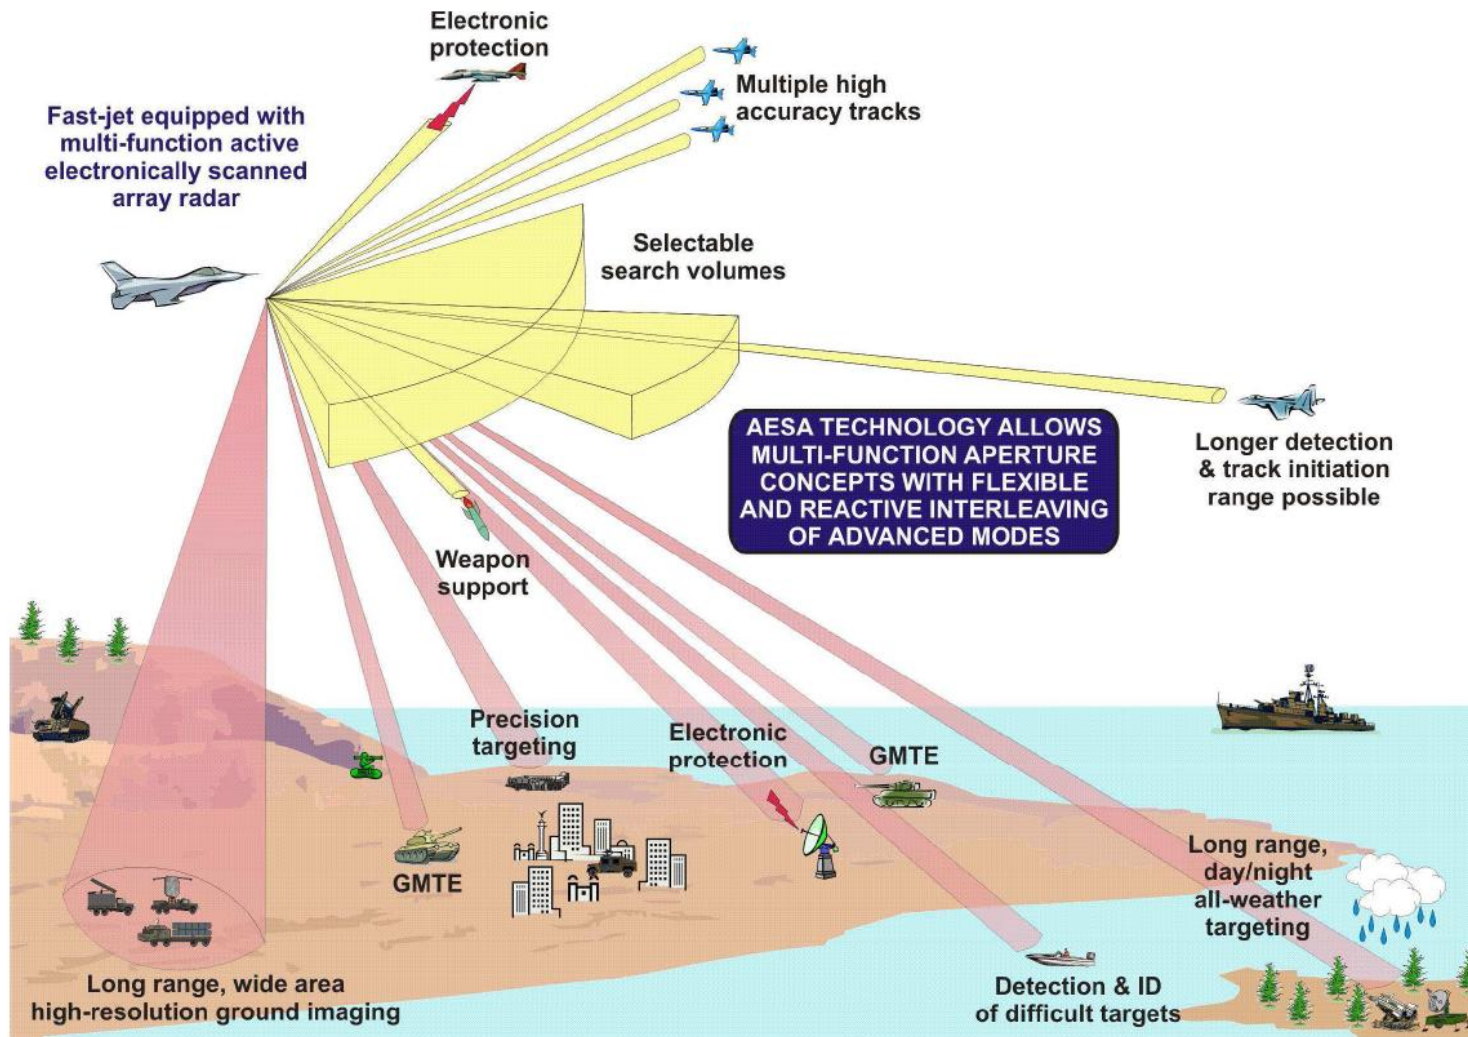 Electronic
protection
Multiple high
accuracy tracks
Fast-jet equipped with
multi-function active
electronically scanned
array radar
Selectable
search volumes
AESA TECHNOLOGY ALLOWS
MULTI-FUNCTION APERTURE
CONCEPTS WITH FLEXIBLE
AND REACTIVE INTERLEAVING
OF ADVANCED MODES
Longer detection
& track initiation
range possible
Weapon
support
Precision
targeting
Electronic
protection
GMTE
GMTE
Long range,
day/night
all-weather
targeting
Long range, wide area
high-resolution ground imaging
Detection & ID
of difficult targets